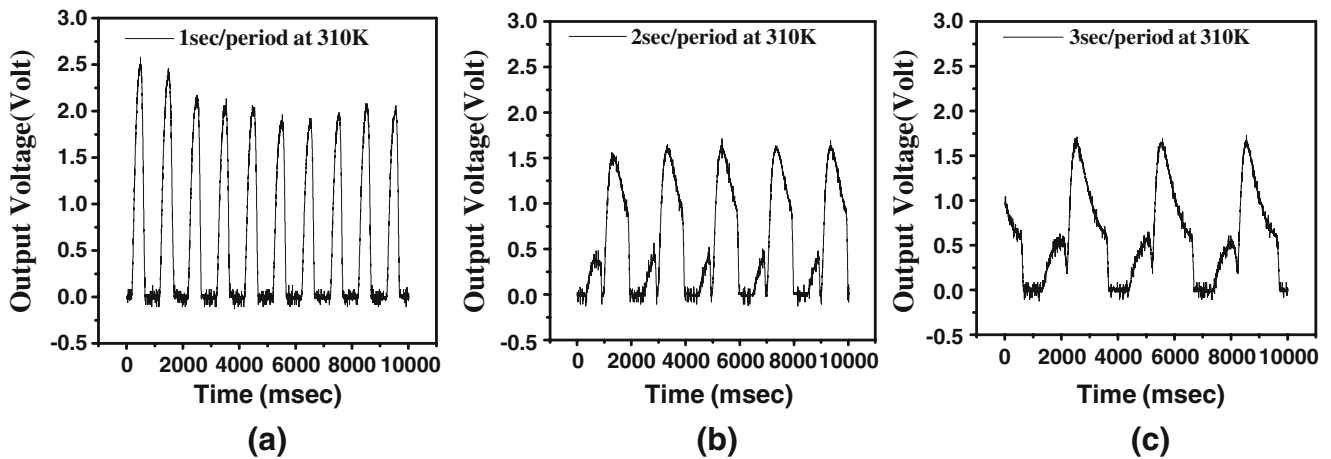 3.0
2.5
2.0
1.5
1.0
0.5
0.0
-0.5
Output Voltage(Volt)
1sec/period at 310K
0 2000 4000 6000 8000 10000
Time (msec)
(a)
3.0
2.5
2.0
1.5
1.0
0.5
0.0
-0.5
Output Voltage(Volt)
2sec/period at 310K
0 2000 4000 6000 8000 10000
Time (msec)
(b)
3.0
2.5
2.0
1.5
1.0
0.5
0.0
-0.5
Output Voltage(Volt)
3sec/period at 310K
0 2000 4000 6000 8000 10000
Time (msec)
(c)